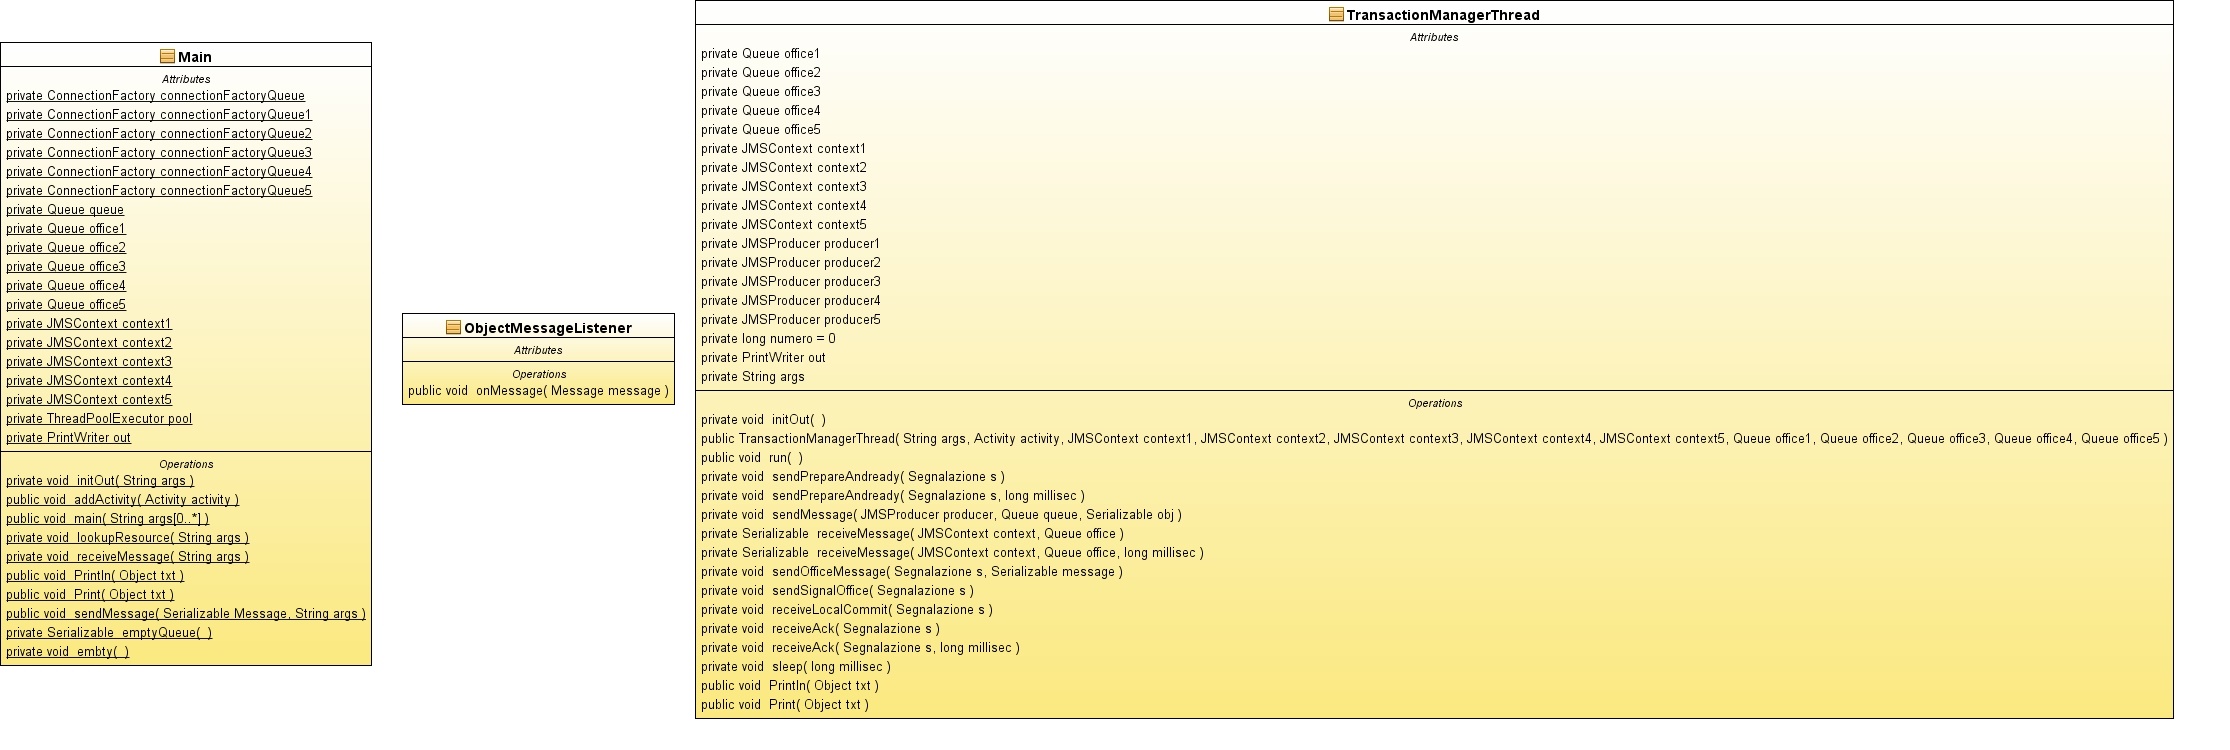 Main
Attributes
private ConnectionFactory connectionFactoryQueue
private ConnectionFactory connectionFactoryQueue1
private ConnectionFactory connectionFactoryQueue2
private ConnectionFactory connectionFactoryQueue3
private ConnectionFactory connectionFactoryQueue4
private ConnectionFactory connectionFactoryQueue5
private Queue queue
private Queue office1
private Queue office2
private Queue office3
private Queue office4
private Queue office5
private JMSContext context1
private JMSContext context2
private JMSContext context3
private JMSContext context4
private JMSContext context5
private ThreadPoolExecutor pool
private PrintWriter out
Operations
private void initOut( String args )
public void addActivity( Activity activity )
public void main( String args[0..*] )
private void lookupResource( String args )
private void receiveMessage( String args )
public void Println( Object txt )
public void Print( Object txt )
public void sendMessage( Serializable Message, String args )
private Serializable emptyQueue( )
private void embty( )
ObjectMessageListener
Attributes
Operations
public void onMessage( Message message )
TransactionManagerThread
Attributes
private Queue office1
private Queue office2
private Queue office3
private Queue office4
private Queue office5
private JMSContext context1
private JMSContext context2
private JMSContext context3
private JMSContext context4
private JMSContext context5
private JMSProducer producer1
private JMSProducer producer2
private JMSProducer producer3
private JMSProducer producer4
private JMSProducer producer5
private long numero = 0
private PrintWriter out
private String args
Operations
private void initOut( )
public TransactionManagerThread( String args, Activity activity, JMSContext context1, JMSContext context2, JMSContext context3, JMSContext context4, JMSContext context5, Queue office1, Queue office2, Queue office3, Queue office4, Queue office5 )
public void run( )
private void sendPrepareAndready( Segnalazione s )
private void sendPrepareAndready( Segnalazione s, long millisec )
private void sendMessage( JMSProducer producer, Queue queue, Serializable obj )
private Serializable receiveMessage( JMSContext context, Queue office )
private Serializable receiveMessage( JMSContext context, Queue office, long millisec )
private void sendOfficeMessage( Segnalazione s, Serializable message )
private void sendSignalOffice( Segnalazione s )
private void receiveLocalCommit( Segnalazione s )
private void receiveAck( Segnalazione s )
private void receiveAck( Segnalazione s, long millisec )
private void sleep( long millisec )
public void Println( Object txt )
public void Print( Object txt )